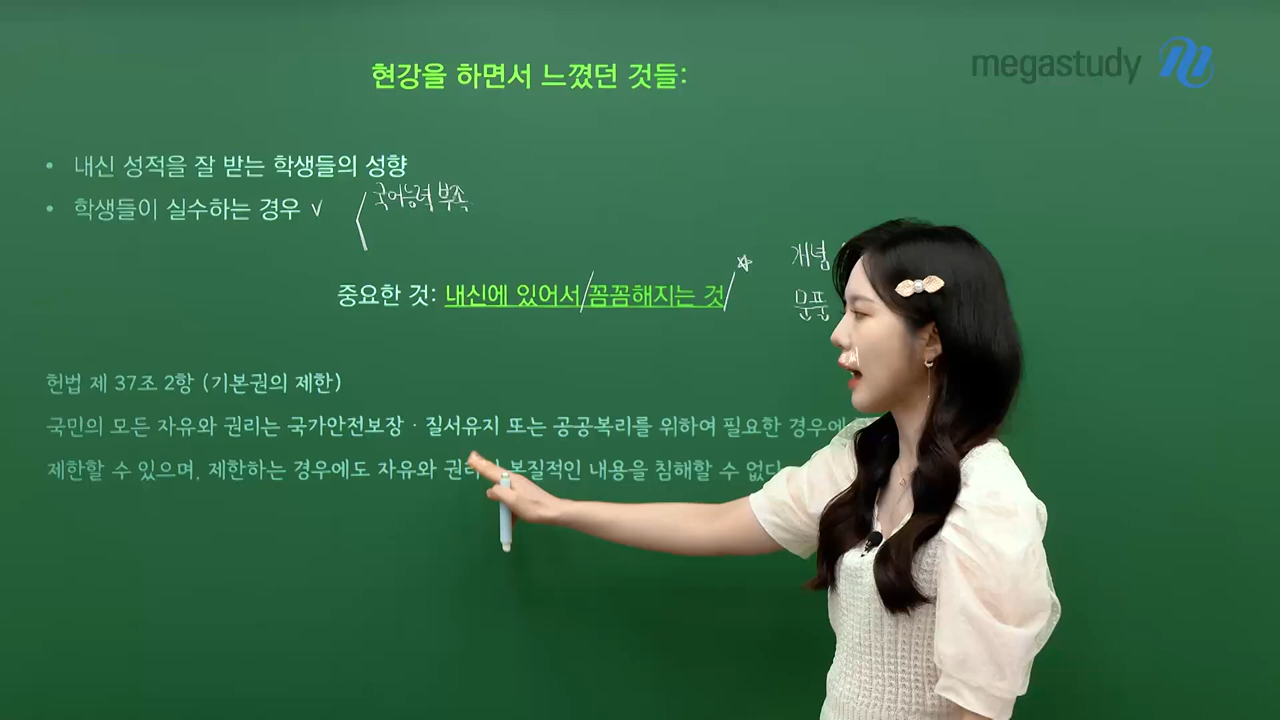 megastudy
현강을 하면서 느꼈던 것들:
• 내신 성적을 잘 받는 학생들의 성향
• 학생들이 실수하는 경우 ✓
국어능력 부족
중요한 것: 내신에 있어서/꼼꼼해지는 것/ ☆
개념
문풀
헌법 제 37조 2항 (기본권의 제한)
국민의 모든 자유와 권리는 국가안전보장 · 질서유지 또는 공공복리를 위하여 필요한 경우에
제한할 수 있으며, 제한하는 경우에도 자유와 본질적인 내용을 침해할 수 없다